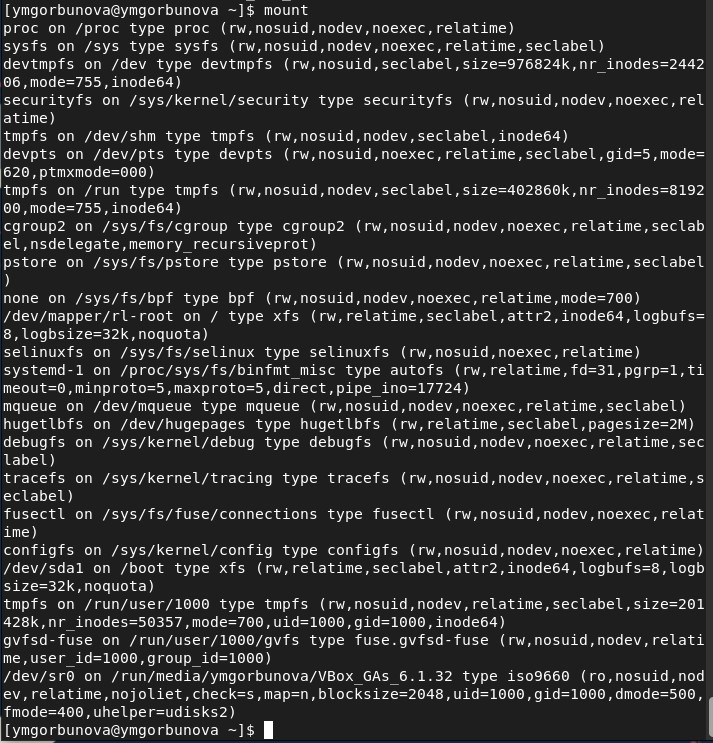 [ymgorbunova@ymgorbunova ~]$ mount
proc on /proc type proc (rw,nosuid,nodev,noexec,relatime)
sysfs on /sys type sysfs (rw,nosuid,nodev,noexec,relatime,seclabel)
devtmpfs on /dev type devtmpfs (rw,nosuid,seclabel,size=976824k,nr_inodes=2442
06,mode=755,inode64)
securityfs on /sys/kernel/security type securityfs (rw,nosuid,nodev,noexec,rel
atime)
tmpfs on /dev/shm type tmpfs (rw,nosuid,nodev,seclabel,inode64)
devpts on /dev/pts type devpts (rw,nosuid,noexec,relatime,seclabel,gid=5,mode=
620,ptmxmode=000)
tmpfs on /run type tmpfs (rw,nosuid,nodev,seclabel,size=402860k,nr_inodes=8192
00,mode=755,inode64)
cgroup2 on /sys/fs/cgroup type cgroup2 (rw,nosuid,nodev,noexec,relatime,seclab
el,nsdelegate,memory_recursiveprot)
pstore on /sys/fs/pstore type pstore (rw,nosuid,nodev,noexec,relatime,seclabel
)
none on /sys/fs/bpf type bpf (rw,nosuid,nodev,noexec,relatime,mode=700)
/dev/mapper/rl-root on / type xfs (rw,relatime,seclabel,attr2,inode64,logbufs=
8,logbsize=32k,noquota)
selinuxfs on /sys/fs/selinux type selinuxfs (rw,nosuid,noexec,relatime)
systemd-1 on /proc/sys/fs/binfmt_misc type autofs (rw,relatime,fd=31,pgrp=1,ti
meout=0,minproto=5,maxproto=5,direct,pipe_ino=17724)
mqueue on /dev/mqueue type mqueue (rw,nosuid,nodev,noexec,relatime,seclabel)
hugetlbfs on /dev/hugepages type hugetlbfs (rw,relatime,seclabel,pagesize=2M)
debugfs on /sys/kernel/debug type debugfs (rw,nosuid,nodev,noexec,relatime,sec
label)
tracefs on /sys/kernel/tracing type tracefs (rw,nosuid,nodev,noexec,relatime,s
eclabel)
fusectl on /sys/fs/fuse/connections type fusectl (rw,nosuid,nodev,noexec,relat
ime)
configfs on /sys/kernel/config type configfs (rw,nosuid,nodev,noexec,relatime)
/dev/sda1 on /boot type xfs (rw,relatime,seclabel,attr2,inode64,logbufs=8,logb
size=32k,noquota)
tmpfs on /run/user/1000 type tmpfs (rw,nosuid,nodev,relatime,seclabel,size=201
428k,nr_inodes=50357,mode=700,uid=1000,gid=1000,inode64)
gvfsd-fuse on /run/user/1000/gvfs type fuse.gvfsd-fuse (rw,nosuid,nodev,relati
me,user_id=1000,group_id=1000)
/dev/sr0 on /run/media/ymgorbunova/VBox_GAs_6.1.32 type iso9660 (ro,nosuid,nod
ev,relatime,nojoliet,check=s,map=n,blocksize=2048,uid=1000,gid=1000,dmode=500,
fmode=400,uhelper=udisks2)
[ymgorbunova@ymgorbunova ~]$